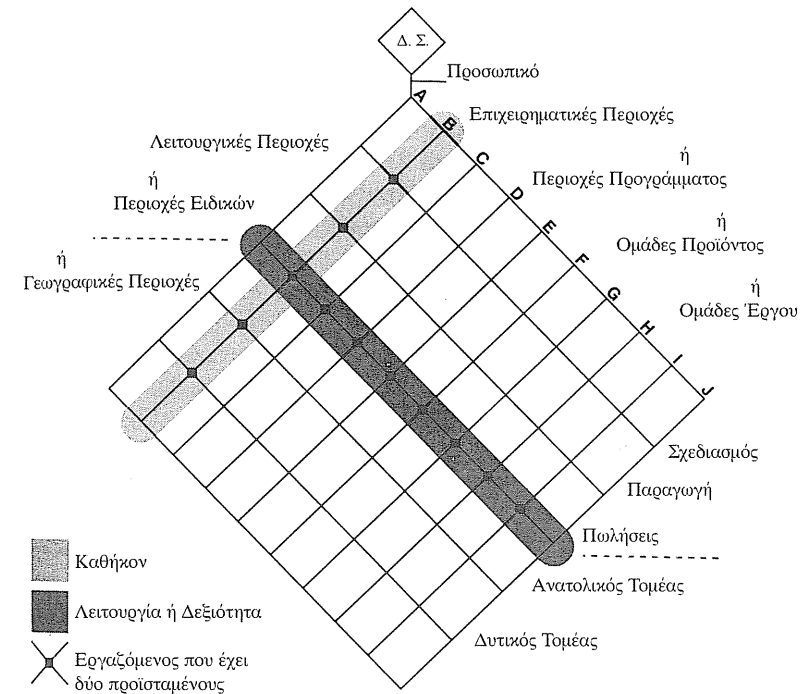 Δ. Σ.
Προσωπικό
A
B
C
D
E
F
G
H
I
J
Επιχειρηματικές Περιοχές
ή
Περιοχές Προγράμματος
ή
Ομάδες Προϊόντος
ή
Ομάδες Έργου
Λειτουργικές Περιοχές
ή
Περιοχές Ειδικών
ή
Γεωγραφικές Περιοχές
Σχεδιασμός
Παραγωγή
Πωλήσεις
Ανατολικός Τομέας
Δυτικός Τομέας
Καθήκον
Λειτουργία ή Δεξιότητα
Εργαζόμενος που έχει
δύο προϊσταμένους